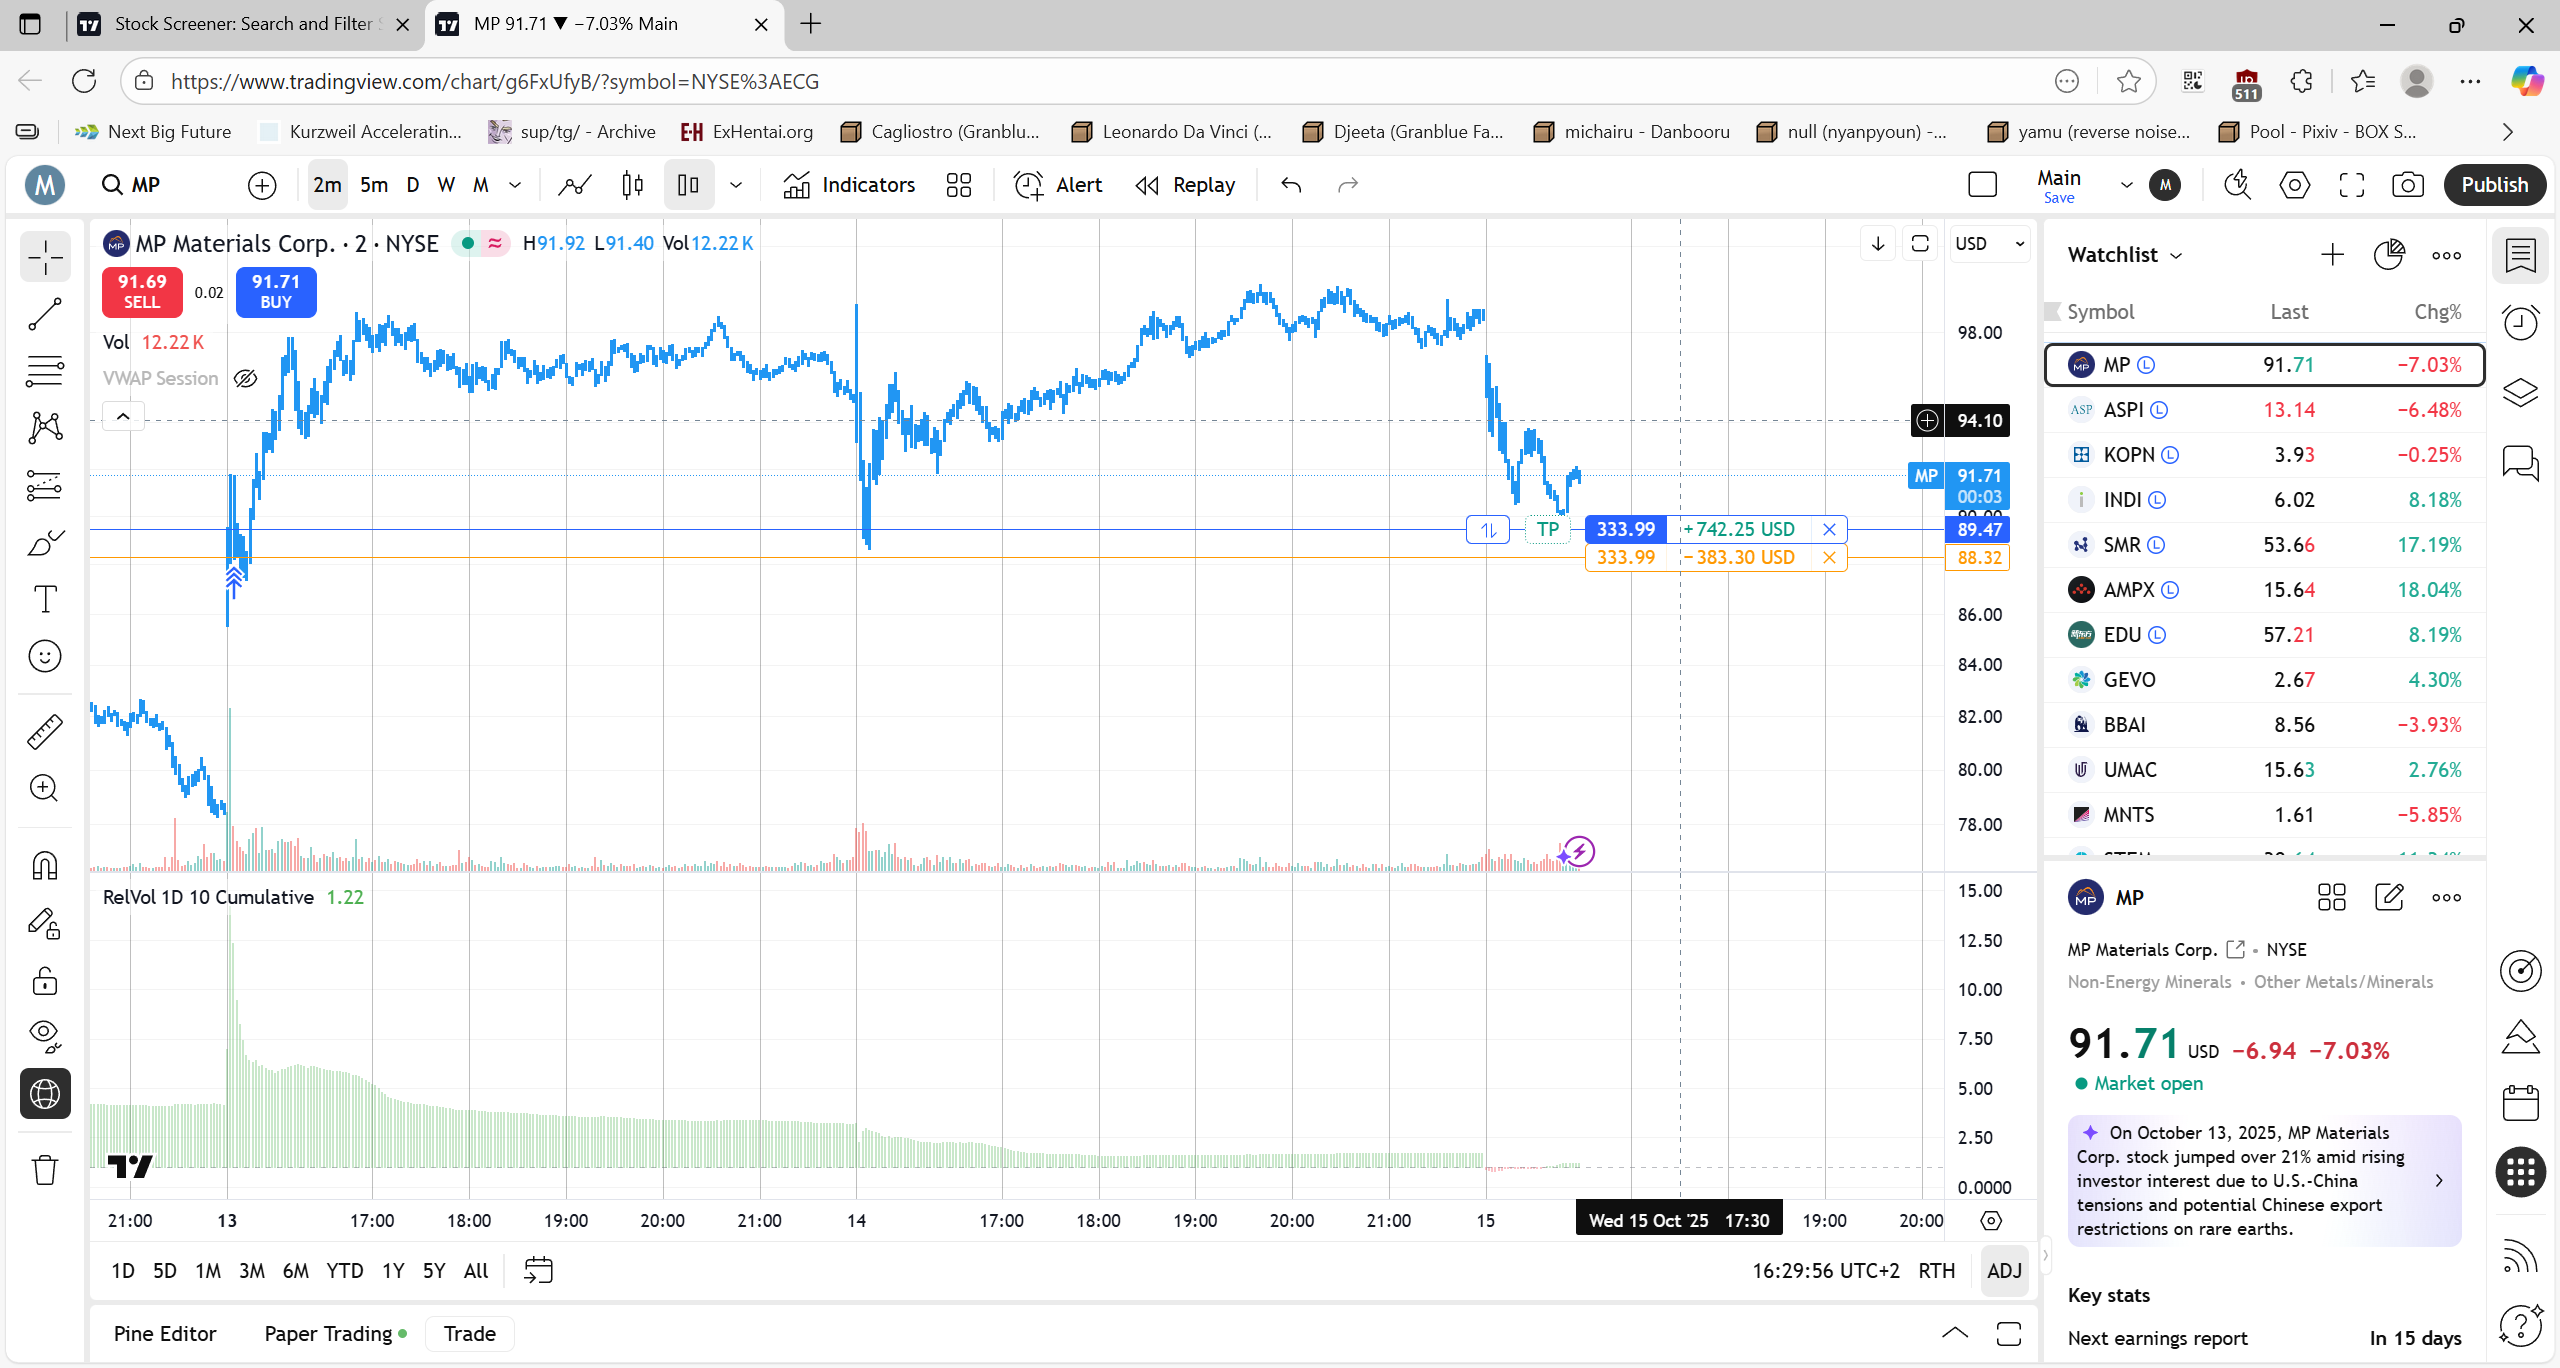 Stock Screener: Search and Filter S
MP 91.71 ▼ −7.03% Main
https://www.tradingview.com/chart/g6FxUfyB/?symbol=NYSE%3AECG
511
Next Big Future
Kurzweil Acceleratin...
sup/tg/ - Archive
EH ExHentai.org
Cagliostro (Granblu...
Leonardo Da Vinci (...
Djeeta (Granblue Fa...
michairu - Danbooru
null (nyanpyoun) -...
yamu (reverse noise...
Pool - Pixiv - BOX S...
M
MP
2m 5m D W M
Indicators
Alert
Replay
Main
Save
M
Publish
MP Materials Corp. · 2 · NYSE
H91.92 L91.40 Vol12.22 K
USD
91.69
SELL
0.02
91.71
BUY
Vol 12.22 K
VWAP Session
98.00
94.10
MP 91.71
00:03
TP 333.99 +742.25 USD 89.47
333.99 −383.30 USD 88.32
86.00
84.00
82.00
80.00
78.00
RelVol 1D 10 Cumulative 1.22
15.00
12.50
10.00
7.50
5.00
2.50
0.0000
21:00 13 17:00 18:00 19:00 20:00 21:00 14 17:00 18:00 19:00 20:00 21:00 15 Wed 15 Oct '25 17:30 19:00 20:00
1D 5D 1M 3M 6M YTD 1Y 5Y All
16:29:56 UTC+2 RTH ADJ
Pine Editor
Paper Trading
Trade
Watchlist
Symbol Last Chg%
MP L 91.71 −7.03%
ASP ASPI L 13.14 −6.48%
KOPN L 3.93 −0.25%
INDI L 6.02 8.18%
SMR L 53.66 17.19%
AMPX L 15.64 18.04%
EDU L 57.21 8.19%
GEVO 2.67 4.30%
BBAI 8.56 −3.93%
UMAC 15.63 2.76%
MNTS 1.61 −5.85%
MP
MP Materials Corp. • NYSE
Non-Energy Minerals • Other Metals/Minerals
91.71 USD −6.94 −7.03%
Market open
On October 13, 2025, MP Materials
Corp. stock jumped over 21% amid rising
investor interest due to U.S.-China
tensions and potential Chinese export
restrictions on rare earths.
Key stats
Next earnings report In 15 days